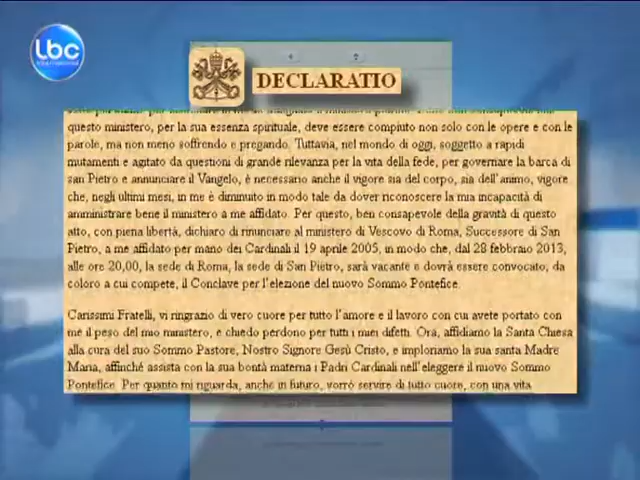 lbc
DECLARATIO
questo ministero, per la sua essenza spirituale, deve essere compiuto non solo con le opere e con le
parole, ma non meno soffrendo e pregando. Tuttavia, nel mondo di oggi, soggetto a rapidi
mutamenti e agitato da questioni di grande rilevanza per la vita della fede, per governare la barca di
san Pietro e annunciare il Vangelo, è necessario anche il vigore sia del corpo, sia dell'animo, vigore
che, negli ultimi mesi, in me è diminuito in modo tale da dover riconoscere la mia incapacità di
amministrare bene il ministero a me affidato. Per questo, ben consapevole della gravità di questo
atto, con piena libertà, dichiaro di rinunciare al ministero di Vescovo di Roma, Successore di San
Pietro, a me affidato per mano dei Cardinali il 19 aprile 2005, in modo che, dal 28 febbraio 2013,
alle ore 20,00, la sede di Roma, la sede di San Pietro, sarà vacante e dovrà essere convocato, da
coloro a cui compete, il Conclave per l'elezione del nuovo Sommo Pontefice.
Carissimi Fratelli, vi ringrazio di vero cuore per tutto l'amore e il lavoro con cui avete portato con
me il peso del mio ministero, e chiedo perdono per tutti i miei difetti. Ora, affidiamo la Santa Chiesa
alla cura del suo Sommo Pastore, Nostro Signore Gesù Cristo, e imploriamo la sua santa Madre
Maria, affinché assista con la sua bontà materna i Padri Cardinali nell'eleggere il nuovo Sommo
Pontefice. Per quanto mi riguarda, anche in futuro, vorrò servire di tutto cuore, con una vita